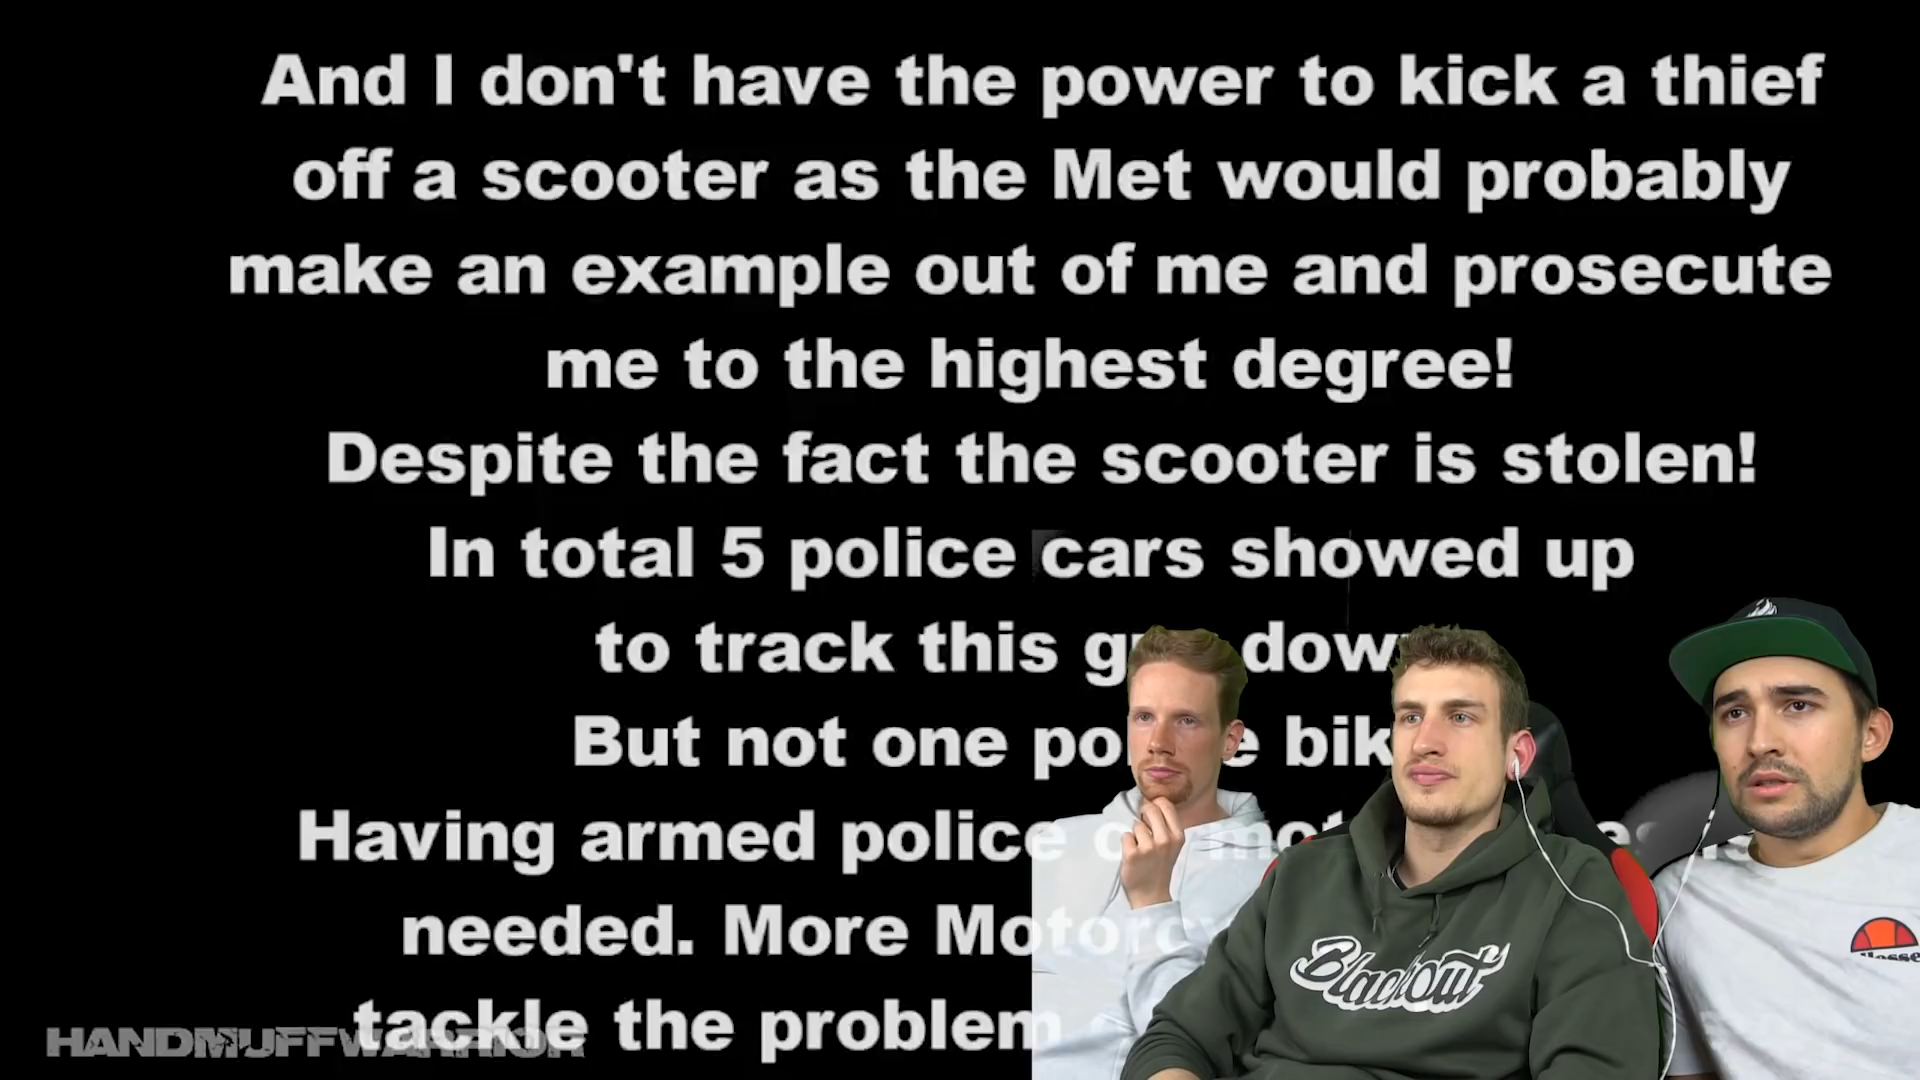 And I don't have the power to kick a thief
off a scooter as the Met would probably
make an example out of me and prosecute
me to the highest degree!
Despite the fact the scooter is stolen!
In total 5 police cars showed up
to track this
But not one
Having armed police
needed. More
tackle the problem
HANDMUFFWARRIOR
Blackout